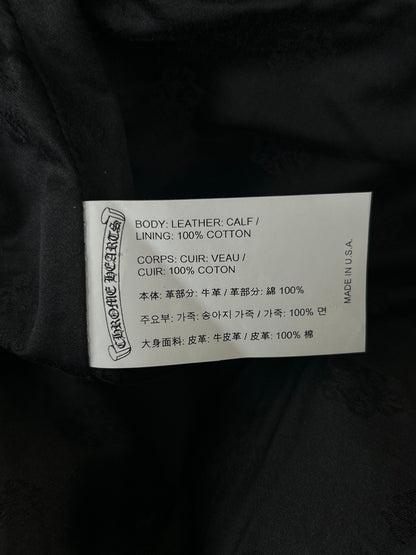 CHROME HEARTS
BODY: LEATHER: CALF /
LINING: 100% COTTON
CORPS: CUIR: VEAU /
CUIR: 100% COTON
本体: 革部分: 牛革 / 革部分: 綿 100%
주요부: 가죽: 송아지 가죽 / 가죽: 100% 면
大身面料: 皮革: 牛皮革 / 皮革: 100% 棉
MADE IN U.S.A.